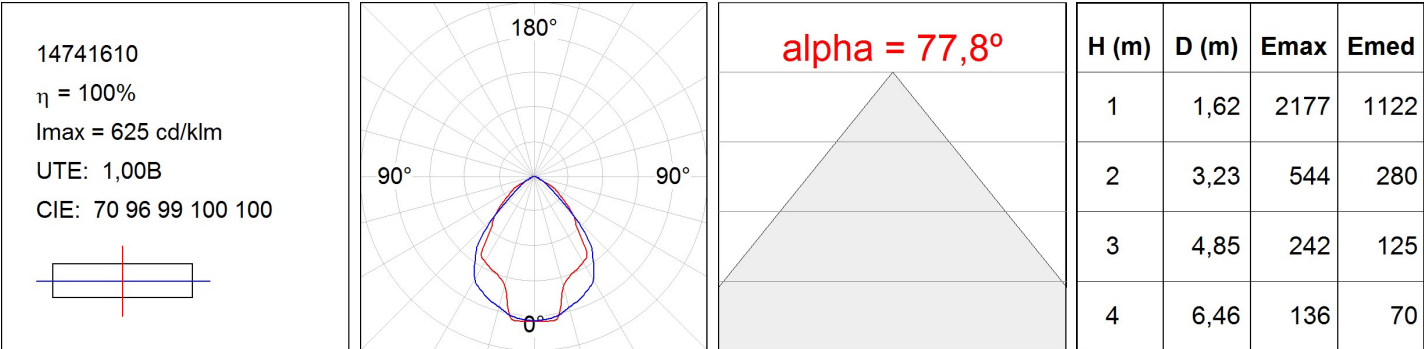 14741610
η = 100%
Imax = 625 cd/klm
UTE: 1,00B
CIE: 70 96 99 100 100
180°
90° 90°
0°
alpha = 77,8º
H (m) D (m) Emax Emed
1 1,62 2177 1122
2 3,23 544 280
3 4,85 242 125
4 6,46 136 70